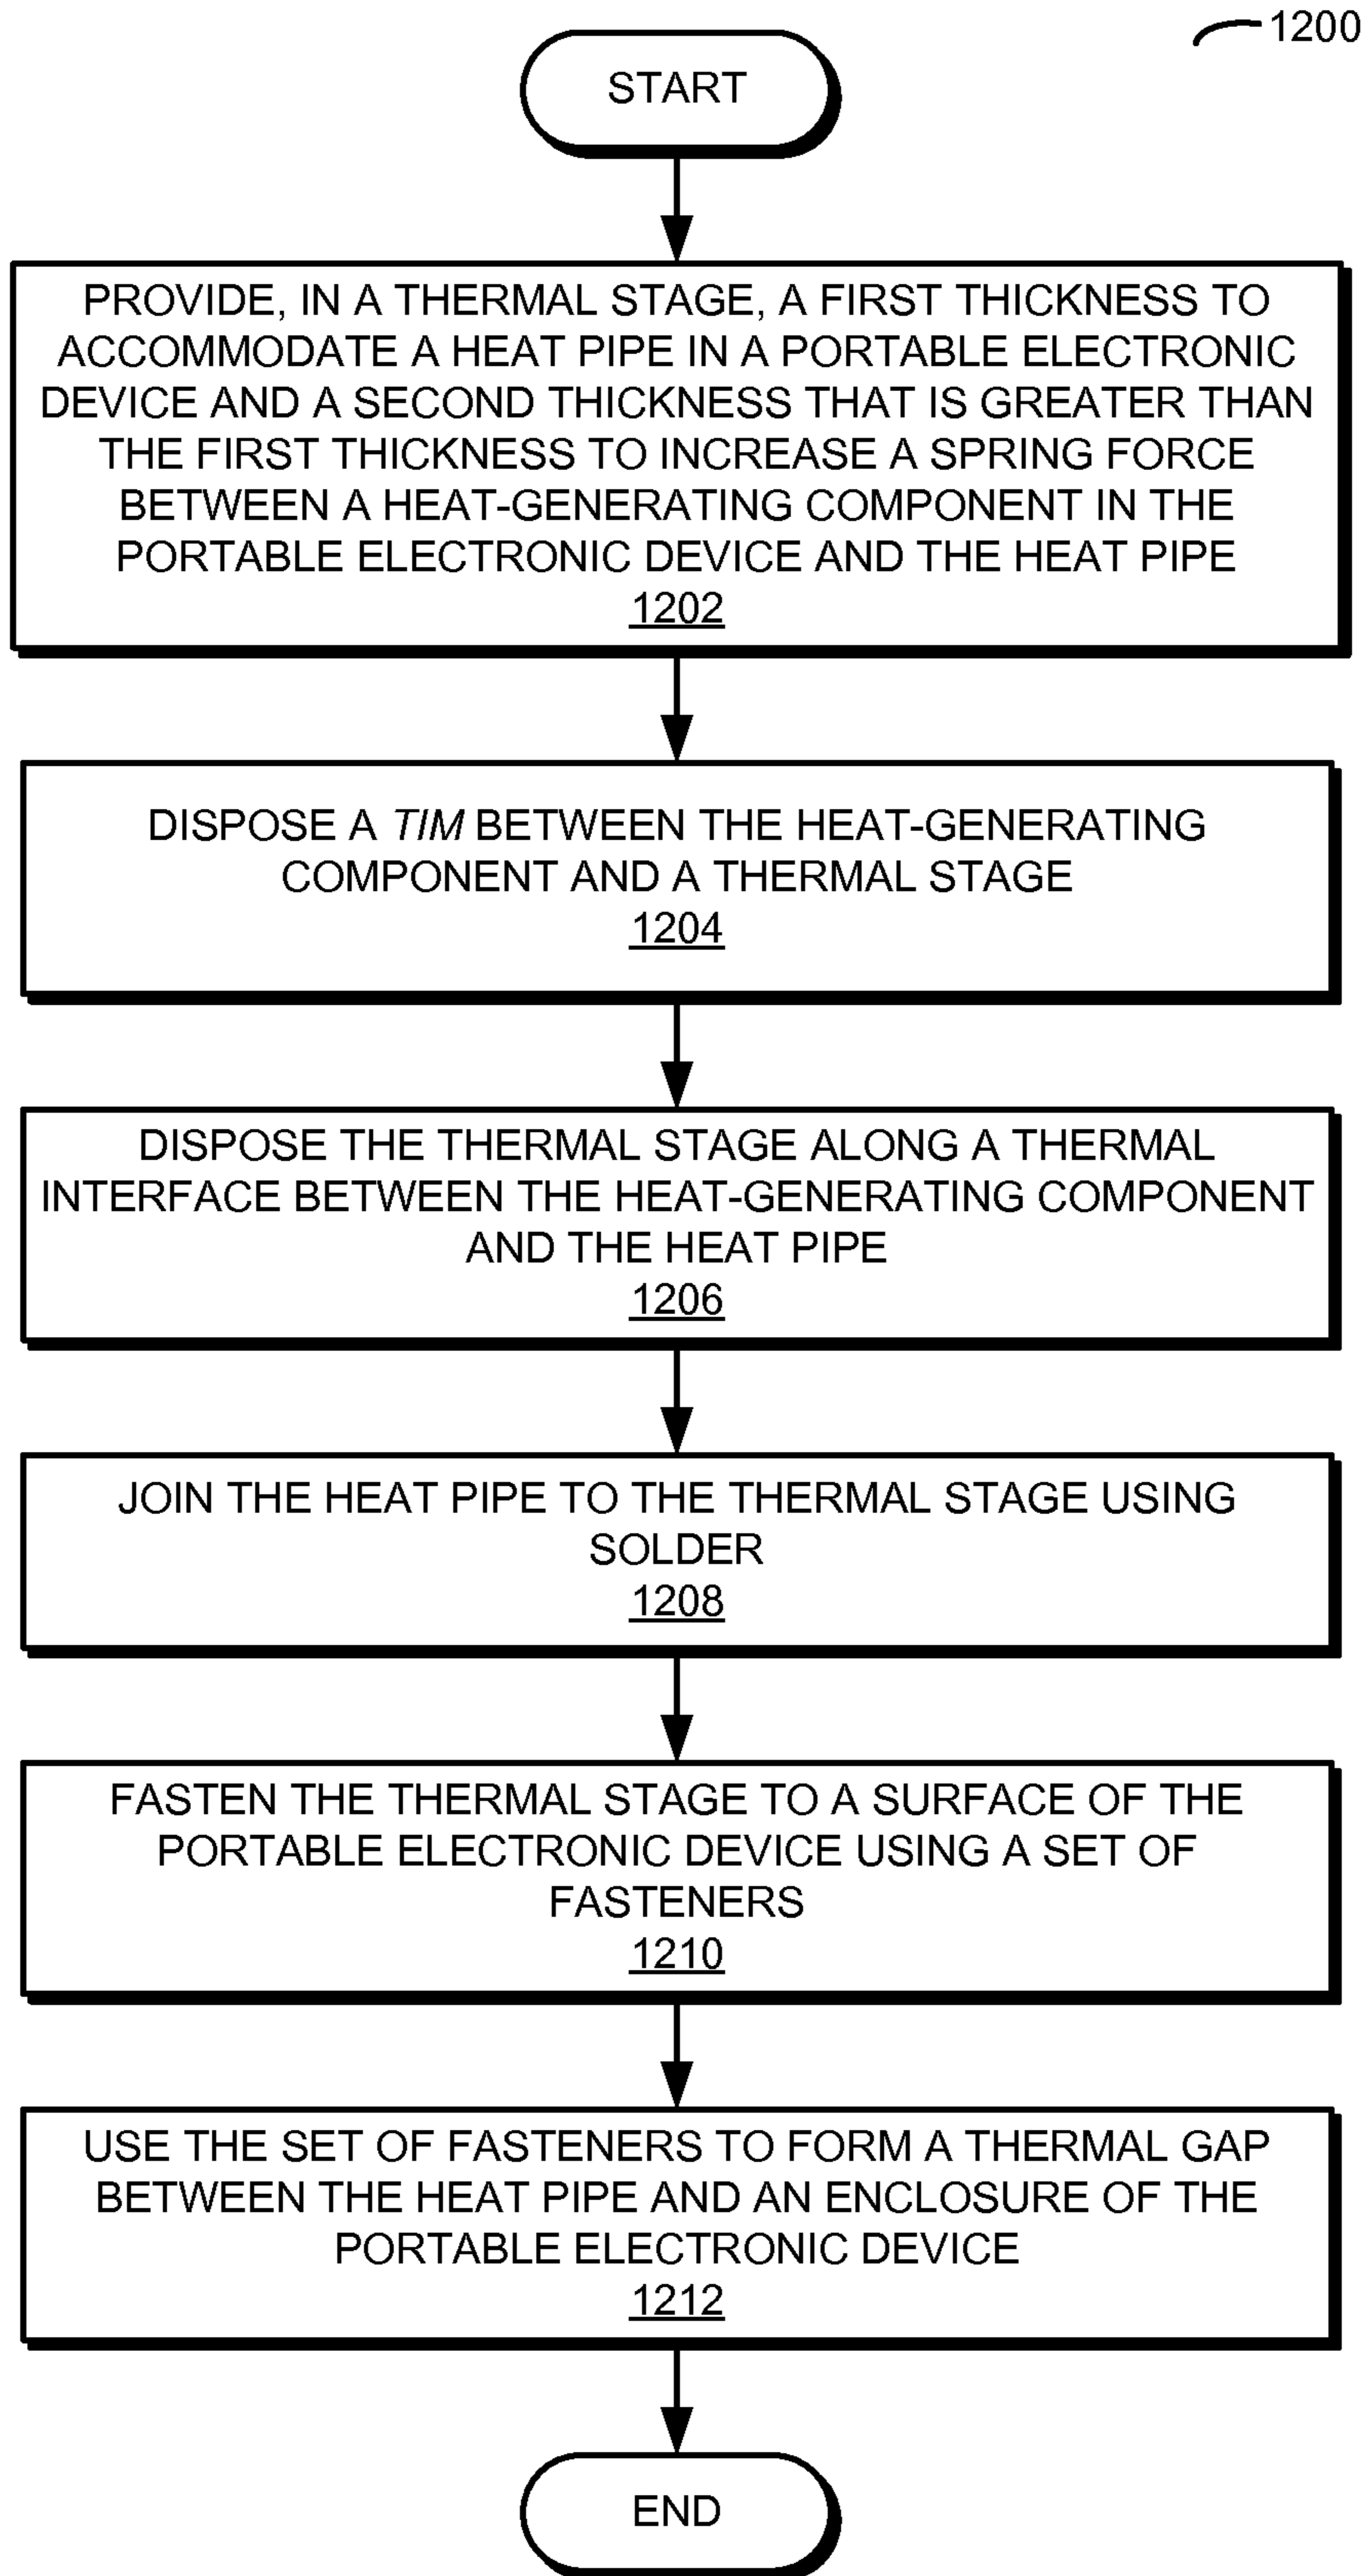 1200
START
PROVIDE, IN A THERMAL STAGE, A FIRST THICKNESS TO
ACCOMMODATE A HEAT PIPE IN A PORTABLE ELECTRONIC
DEVICE AND A SECOND THICKNESS THAT IS GREATER THAN
THE FIRST THICKNESS TO INCREASE A SPRING FORCE
BETWEEN A HEAT-GENERATING COMPONENT IN THE
PORTABLE ELECTRONIC DEVICE AND THE HEAT PIPE
1202
DISPOSE A TIM BETWEEN THE HEAT-GENERATING
COMPONENT AND A THERMAL STAGE
1204
DISPOSE THE THERMAL STAGE ALONG A THERMAL
INTERFACE BETWEEN THE HEAT-GENERATING COMPONENT
AND THE HEAT PIPE
1206
JOIN THE HEAT PIPE TO THE THERMAL STAGE USING
SOLDER
1208
FASTEN THE THERMAL STAGE TO A SURFACE OF THE
PORTABLE ELECTRONIC DEVICE USING A SET OF
FASTENERS
1210
USE THE SET OF FASTENERS TO FORM A THERMAL GAP
BETWEEN THE HEAT PIPE AND AN ENCLOSURE OF THE
PORTABLE ELECTRONIC DEVICE
1212
END